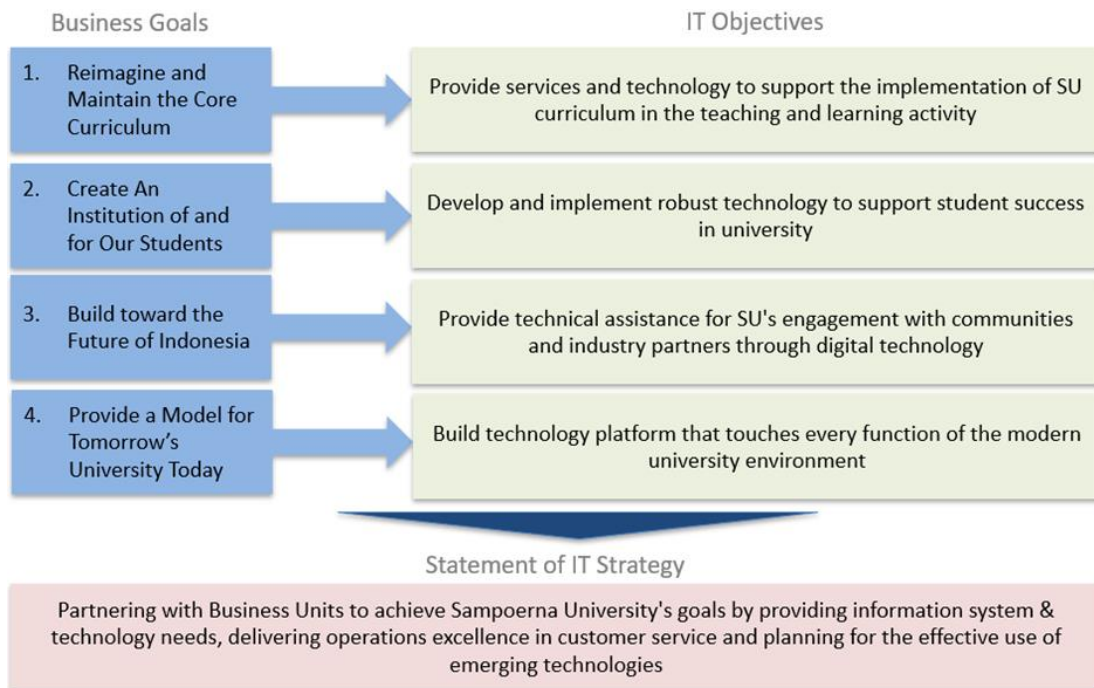 Business Goals
IT Objectives
1. Reimagine and
Maintain the Core
Curriculum
Provide services and technology to support the implementation of SU
curriculum in the teaching and learning activity
2. Create An
Institution of and
for Our Students
Develop and implement robust technology to support student success
in university
3. Build toward the
Future of Indonesia
Provide technical assistance for SU's engagement with communities
and industry partners through digital technology
4. Provide a Model for
Tomorrow’s
University Today
Build technology platform that touches every function of the modern
university environment
Statement of IT Strategy
Partnering with Business Units to achieve Sampoerna University's goals by providing information system &
technology needs, delivering operations excellence in customer service and planning for the effective use of
emerging technologies